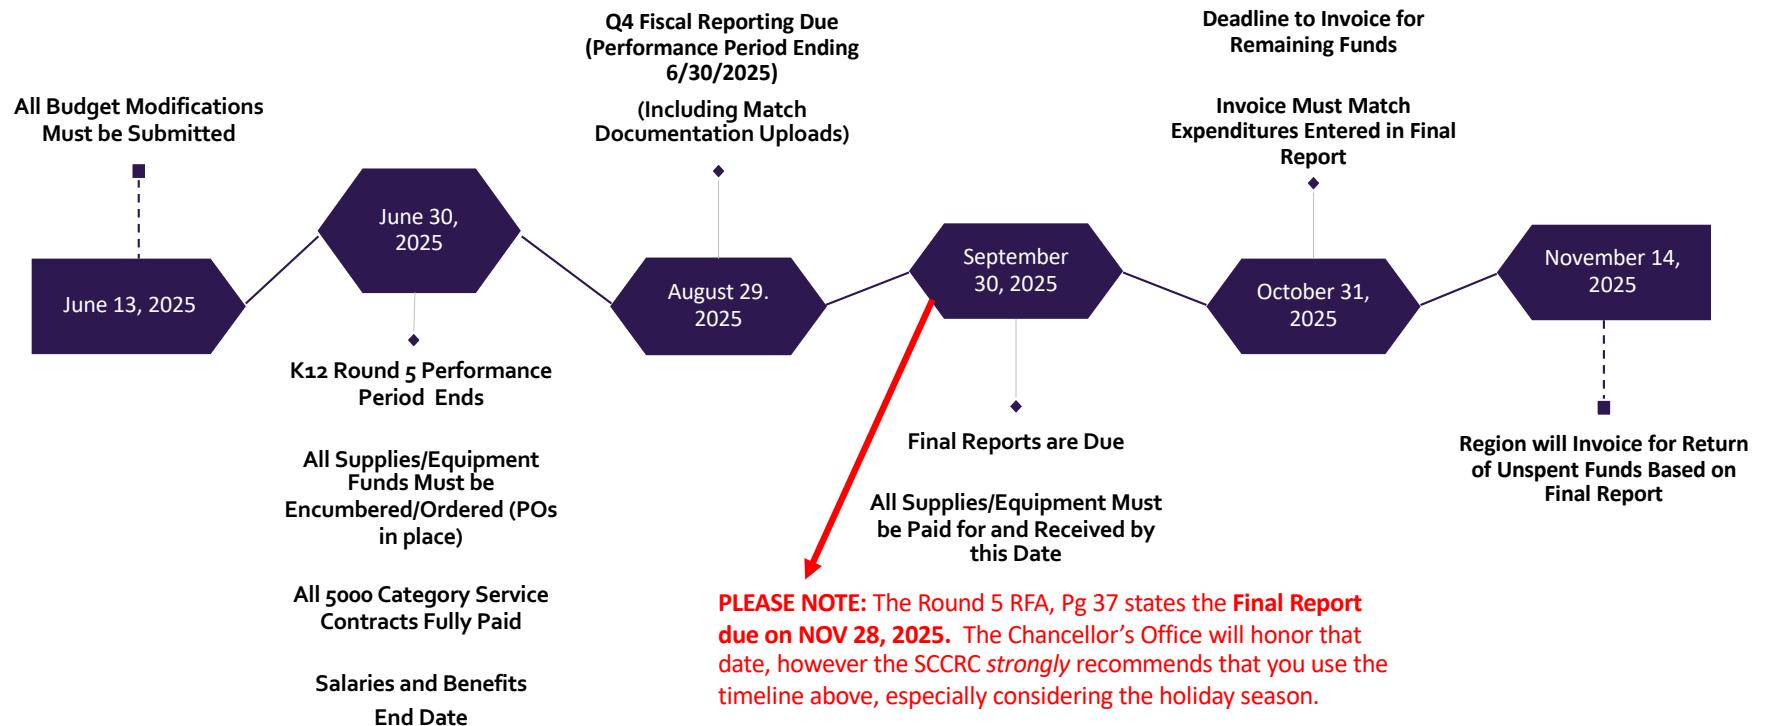 All Budget Modifications
Must be Submitted
June 13, 2025
June 30,
2025
K12 Round 5 Performance
Period Ends
All Supplies/Equipment
Funds Must be
Encumbered/Ordered (POs
in place)
All 5000 Category Service
Contracts Fully Paid
Salaries and Benefits
End Date
Q4 Fiscal Reporting Due
(Performance Period Ending
6/30/2025)
(Including Match
Documentation Uploads)
August 29.
2025
September
30, 2025
Final Reports are Due
All Supplies/Equipment Must
be Paid for and Received by
this Date
Deadline to Invoice for
Remaining Funds
Invoice Must Match
Expenditures Entered in Final
Report
October 31,
2025
November 14,
2025
Region will Invoice for Return
of Unspent Funds Based on
Final Report
PLEASE NOTE: The Round 5 RFA, Pg 37 states the Final Report
due on NOV 28, 2025. The Chancellor’s Office will honor that
date, however the SCCRC strongly recommends that you use the
timeline above, especially considering the holiday season.